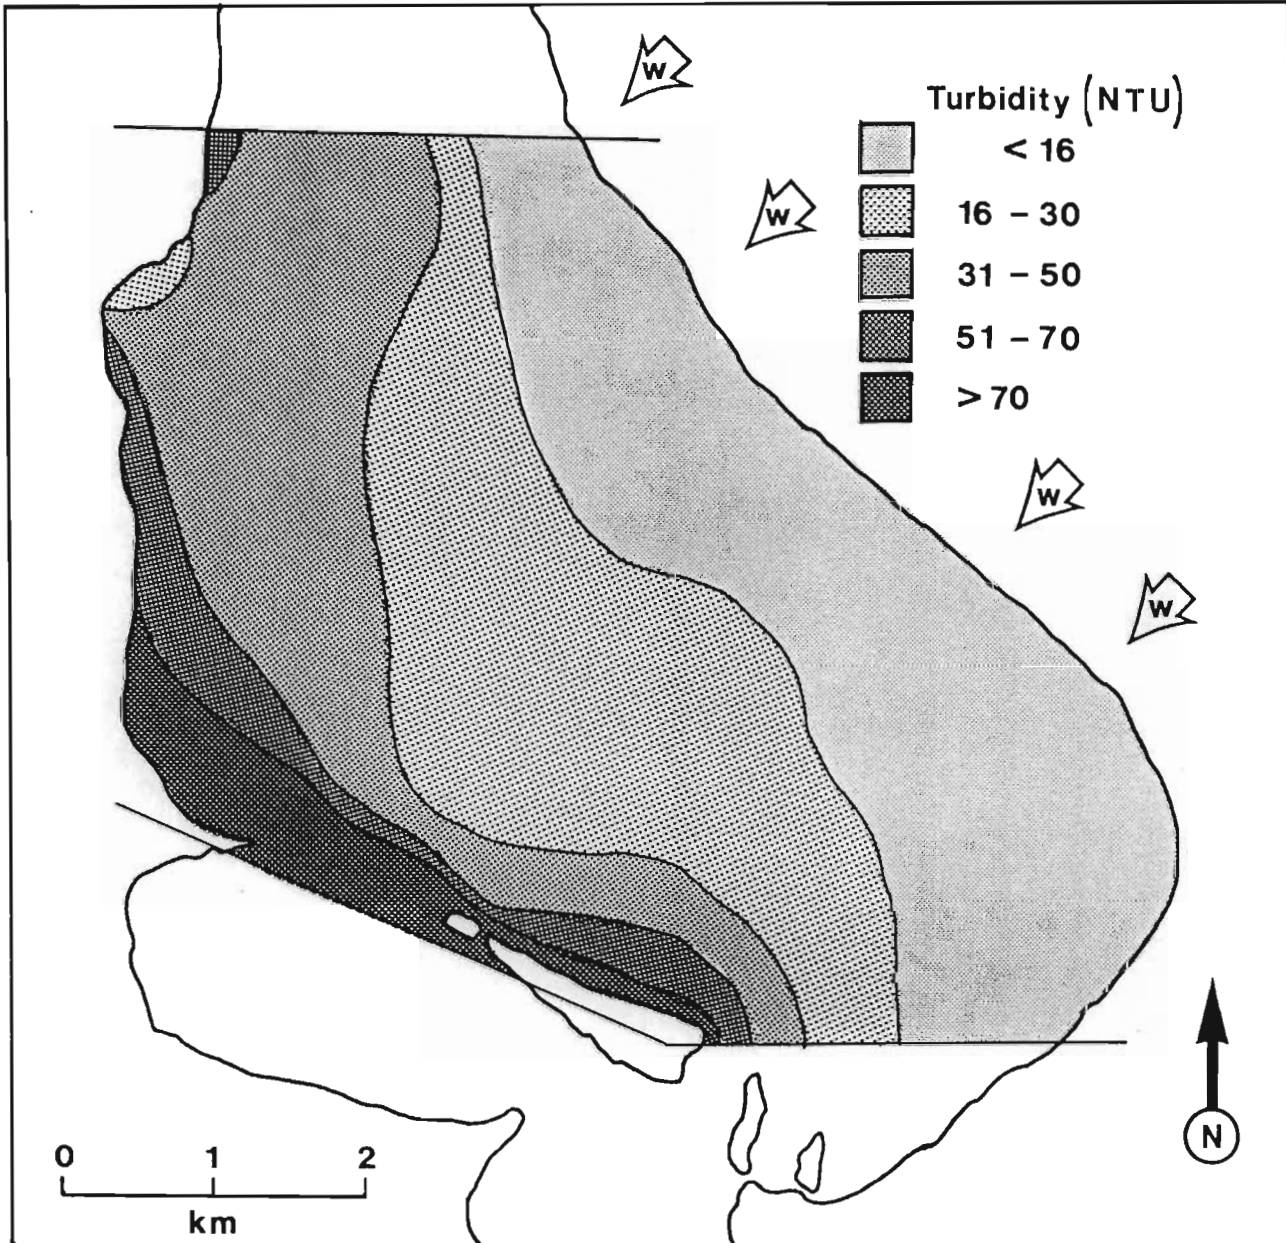 W
Turbidity (NTU)
< 16
W
16 – 30
31 – 50
51 – 70
> 70
W
W
N
0 1 2
km